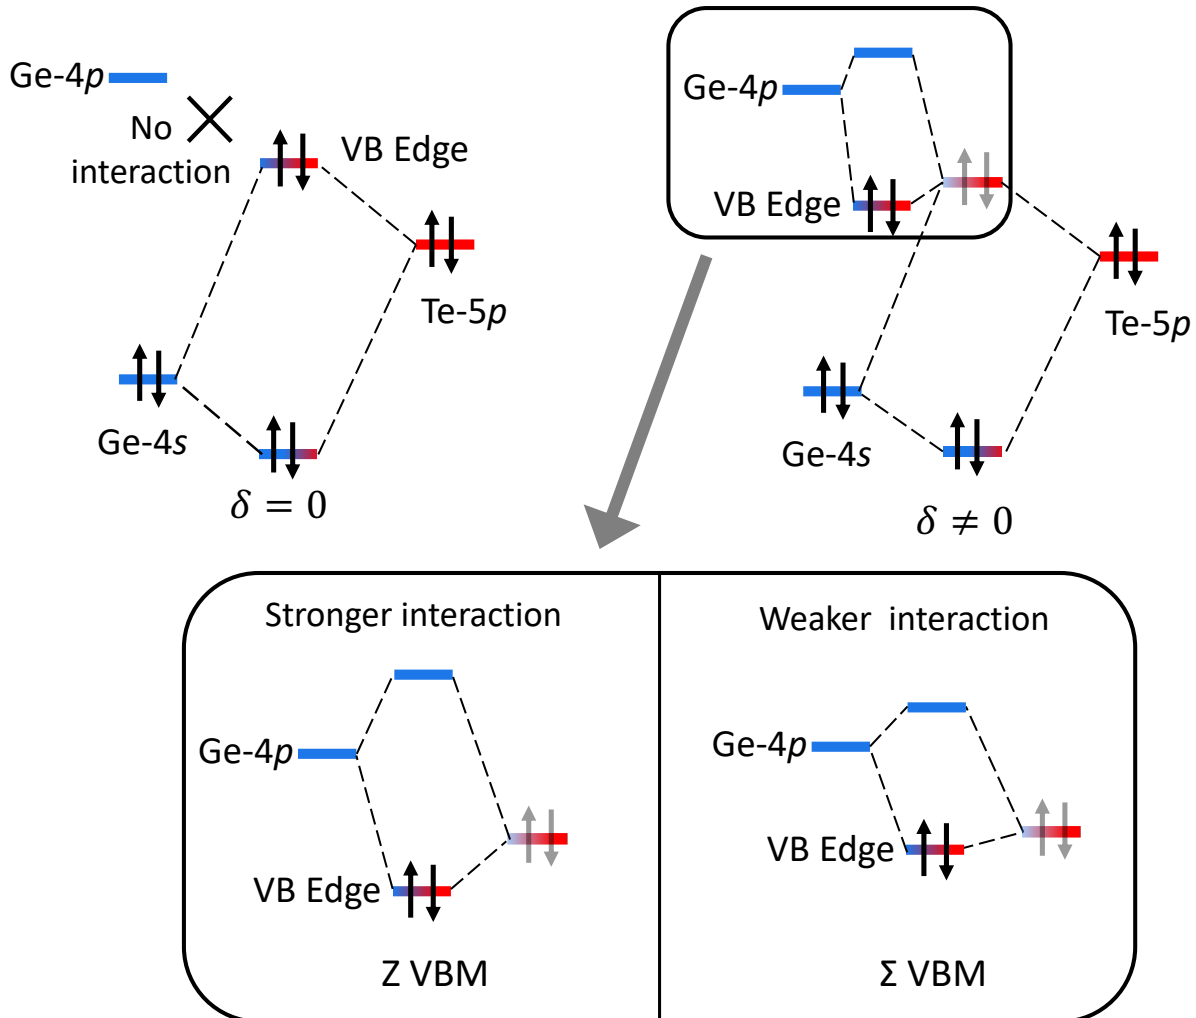 Ge-4p
No
interaction
VB Edge
Te-5p
Ge-4s
δ = 0
Ge-4p
VB Edge
Te-5p
Ge-4s
δ ≠ 0
Stronger interaction
Ge-4p
VB Edge
Z VBM
Weaker interaction
Ge-4p
VB Edge
Σ VBM